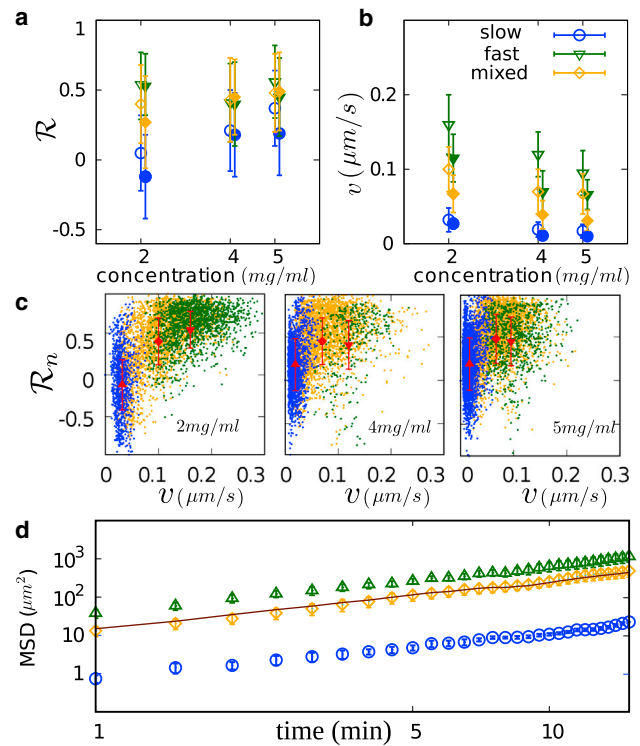 a
b
1
0.5
0
-0.5
ℛ
2
4
5
concentration (mg/ml)
slow
fast
mixed
0.2
0.1
0
v (μm/s)
2
4
5
concentration (mg/ml)
c
0.5
0
-0.5
ℛn
2mg/ml
4mg/ml
5mg/ml
0
0.1
0.2
0.3
0
0.1
0.2
0
0.1
0.2
0.3
v (μm/s)
v (μm/s)
v (μm/s)
d
10³
10²
10
1
MSD (μm²)
1
5
10
time (min)